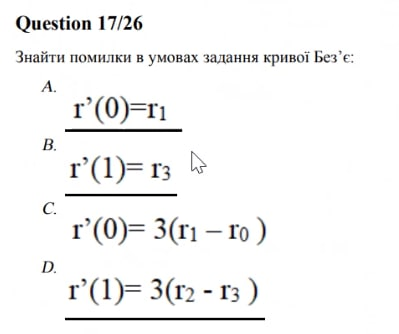 Question 17/26
Знайти помилки в умовах задання кривої Без’є:
A.
r’(0)=r1
B.
r’(1)= r3
C.
r’(0)= 3(r1 – r0 )
D.
r’(1)= 3(r2 - r3 )